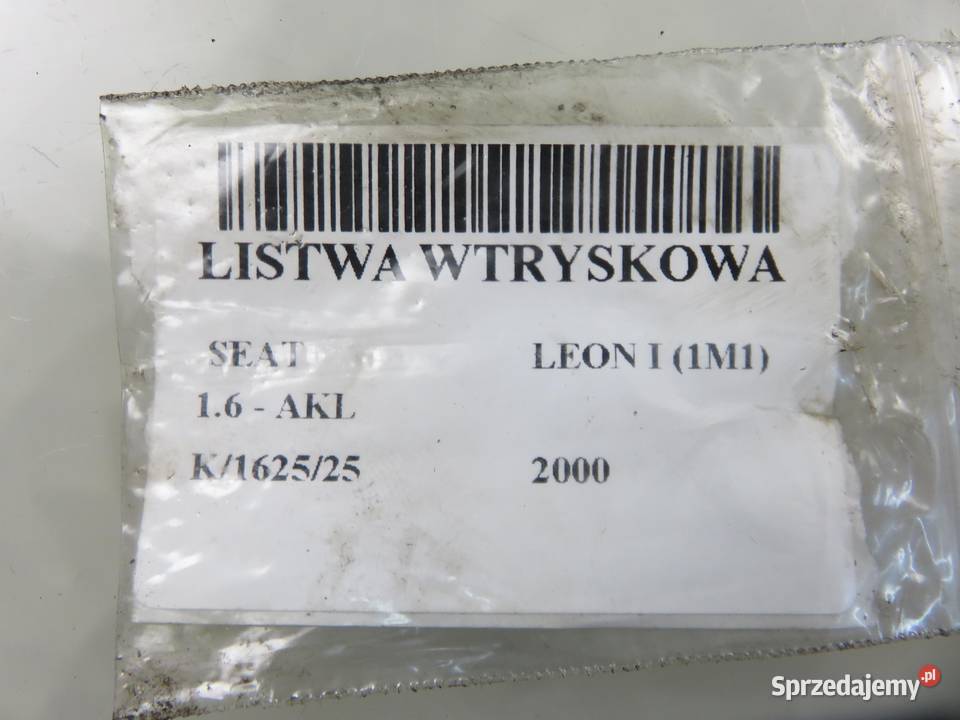 LISTWA WTRYSKOWA
SEAT LEON I (1M1)
1.6 - AKL
K/1625/25 2000
Sprzedajemy.pl